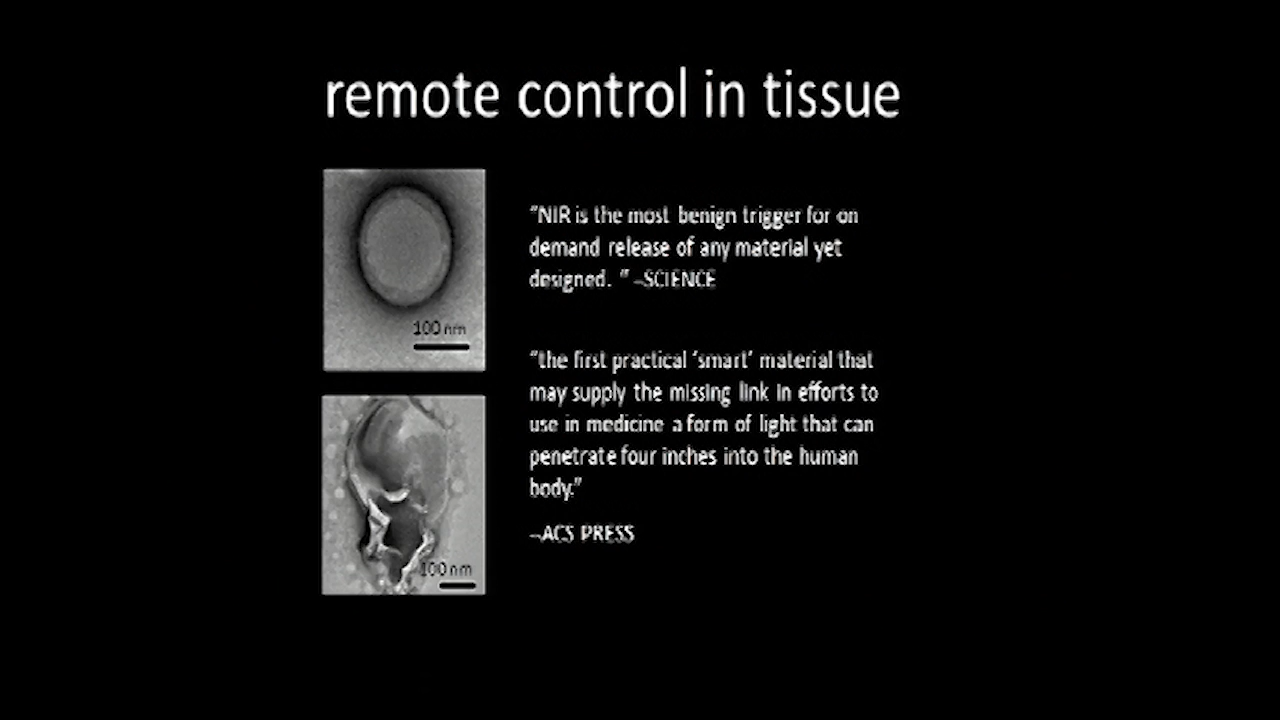 remote control in tissue
100 nm
"NIR is the most benign trigger for on
demand release of any material yet
designed. " –SCIENCE
"the first practical 'smart' material that
may supply the missing link in efforts to
use in medicine a form of light that can
penetrate four inches into the human
body."
–ACS PRESS
100 nm